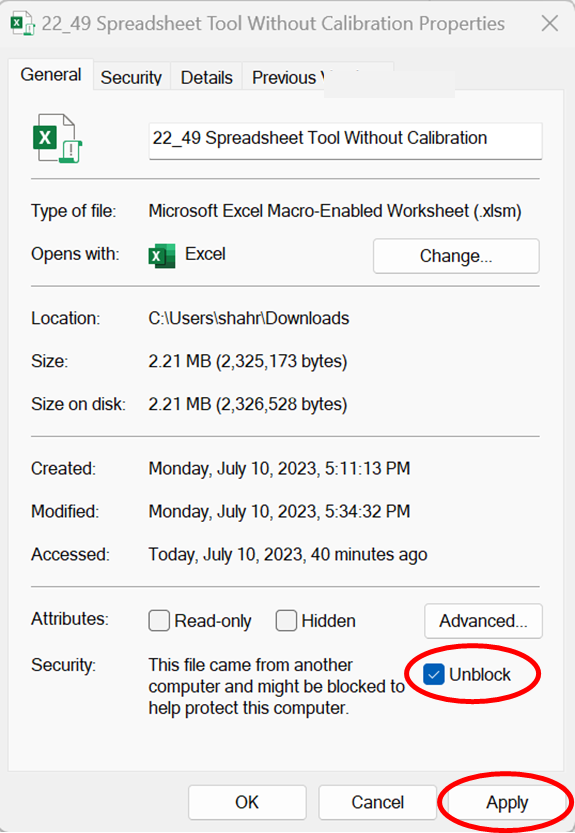 22_49 Spreadsheet Tool Without Calibration Properties
General Security Details Previous
22_49 Spreadsheet Tool Without Calibration
Type of file: Microsoft Excel Macro-Enabled Worksheet (.xlsm)
Opens with: Excel Change...
Location: C:\Users\shahr\Downloads
Size: 2.21 MB (2,325,173 bytes)
Size on disk: 2.21 MB (2,326,528 bytes)
Created: Monday, July 10, 2023, 5:11:13 PM
Modified: Monday, July 10, 2023, 5:34:32 PM
Accessed: Today, July 10, 2023, 40 minutes ago
Attributes: Read-only Hidden Advanced...
Security: This file came from another
computer and might be blocked to
help protect this computer.
Unblock
OK Cancel Apply